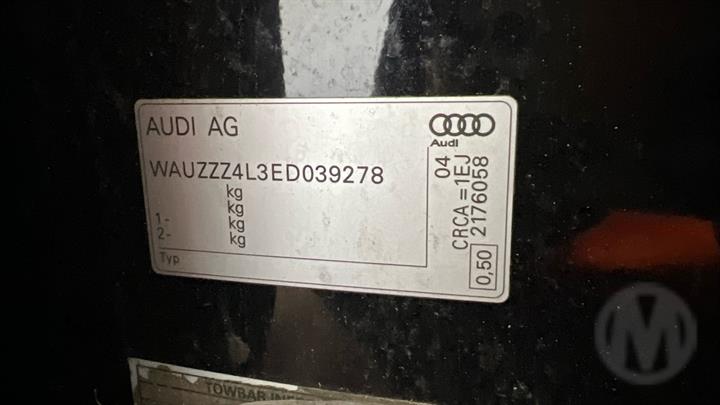 AUDI AG
Audi
WAUZZZ4L3ED039278
kg
kg
1- kg
2- kg
Typ
04
CRCA=1EJ
2176058
0,50
TOWBAR
M